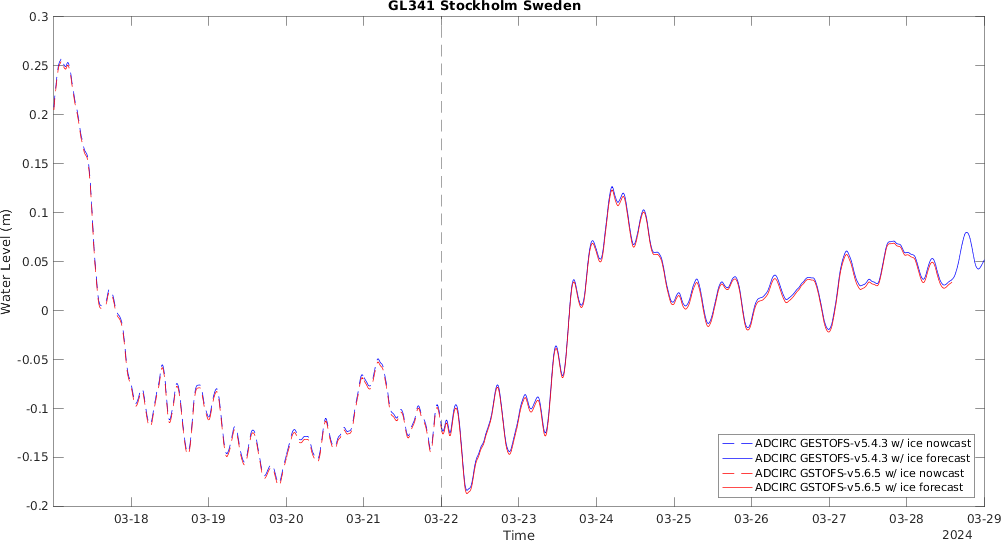 GL341 Stockholm Sweden
0.3
0.25
0.2
0.15
0.1
0.05
0
-0.05
-0.1
-0.15
-0.2
Water Level (m)
ADCIRC GESTOFS-v5.4.3 w/ ice nowcast
ADCIRC GESTOFS-v5.4.3 w/ ice forecast
ADCIRC GSTOFS-v5.6.5 w/ ice nowcast
ADCIRC GSTOFS-v5.6.5 w/ ice forecast
03-18 03-19 03-20 03-21 03-22 03-23 03-24 03-25 03-26 03-27 03-28 03-29
Time
2024